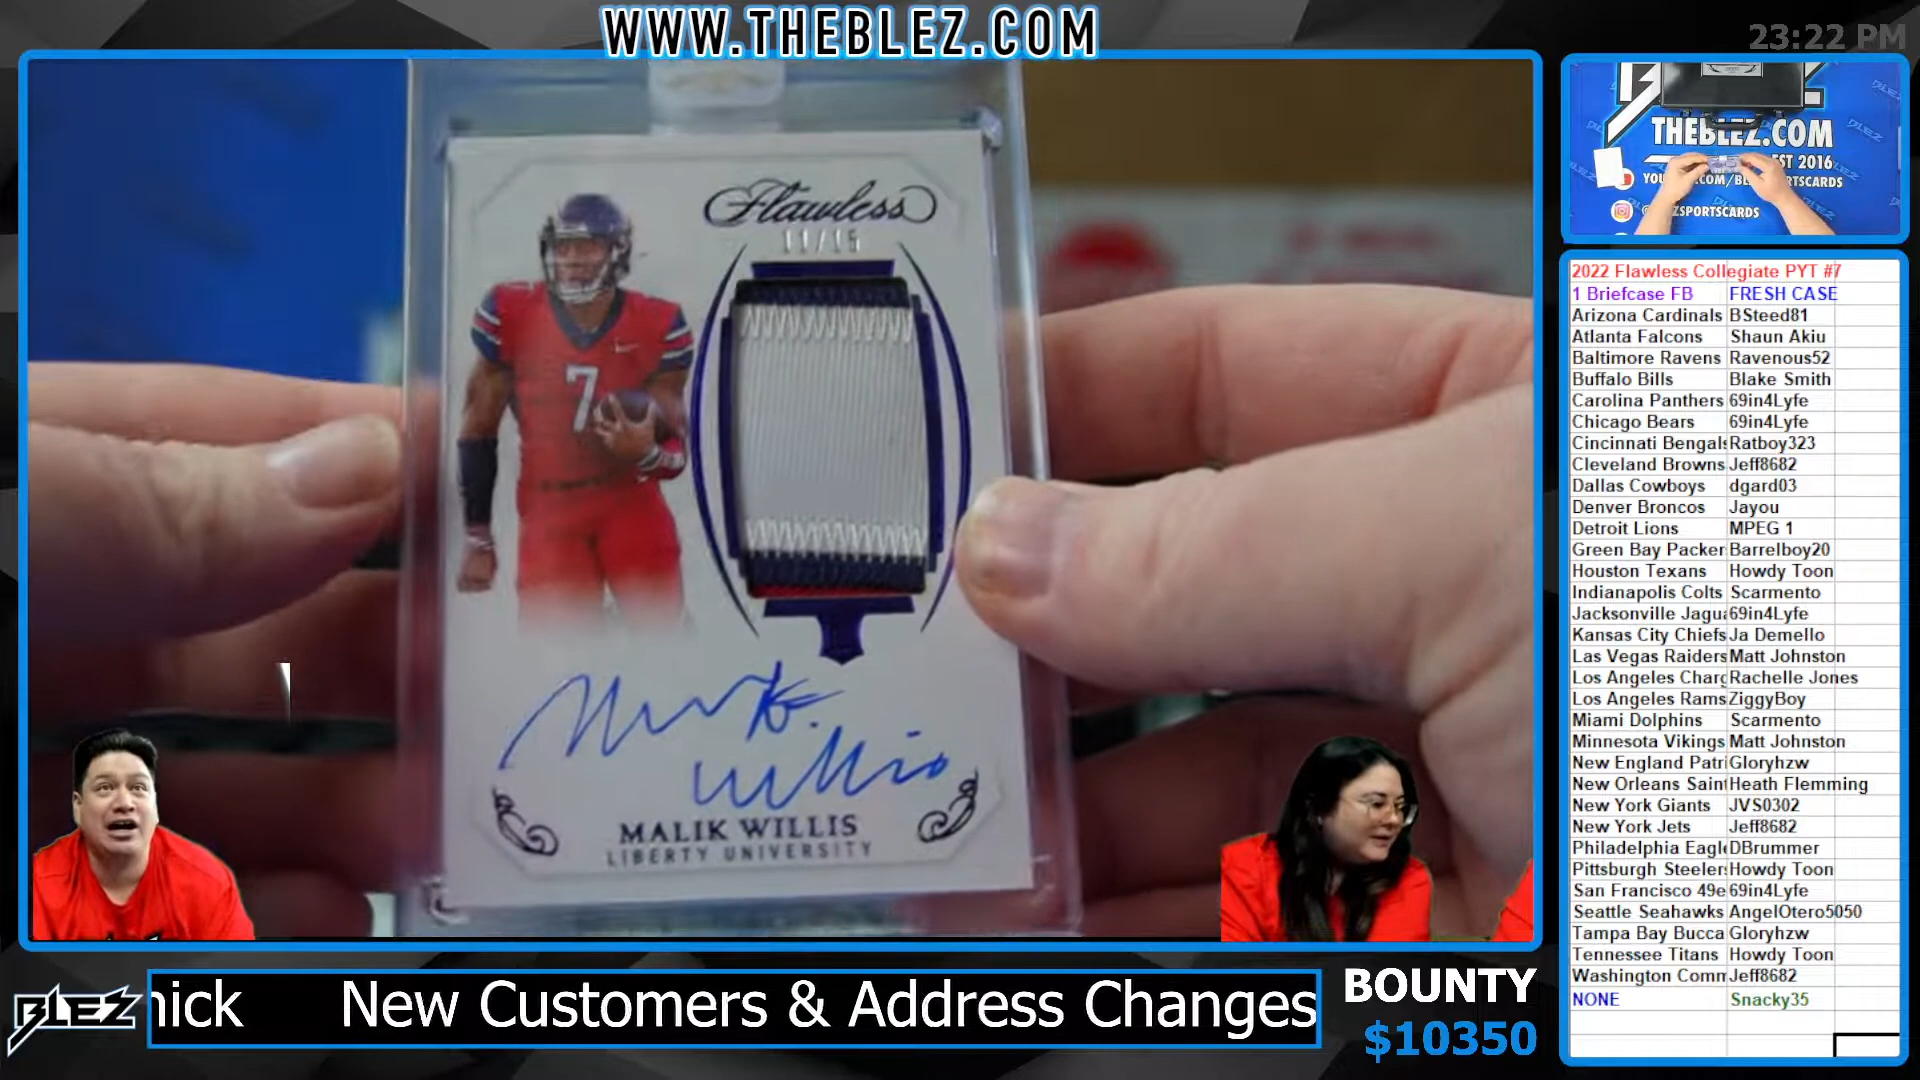 WWW.THEBLEZ.COM
23:22 PM
Flawless
11/15
7
MALIK WILLIS
LIBERTY UNIVERSITY
THEBLEZ.COM
EST 2016
2022 Flawless Collegiate PYT #7
1 Briefcase FB FRESH CASE
Arizona Cardinals BSteed81
Atlanta Falcons Shaun Akiu
Baltimore Ravens Ravenous52
Buffalo Bills Blake Smith
Carolina Panthers 69in4Lyfe
Chicago Bears 69in4Lyfe
Cincinnati Bengals Ratboy323
Cleveland Browns Jeff8682
Dallas Cowboys dgard03
Denver Broncos Jayou
Detroit Lions MPEG 1
Green Bay Packer Barrelboy20
Houston Texans Howdy Toon
Indianapolis Colts Scarmento
Jacksonville Jagua 69in4Lyfe
Kansas City Chiefs Ja Demello
Las Vegas Raiders Matt Johnston
Los Angeles Charg Rachelle Jones
Los Angeles Rams ZiggyBoy
Miami Dolphins Scarmento
Minnesota Vikings Matt Johnston
New England Patri Gloryhzw
New Orleans Saint Heath Flemming
New York Giants JVS0302
New York Jets Jeff8682
Philadelphia Eagle DBrummer
Pittsburgh Steelers Howdy Toon
San Francisco 49e 69in4Lyfe
Seattle Seahawks AngelOtero5050
Tampa Bay Bucca Gloryhzw
Tennessee Titans Howdy Toon
Washington Comm Jeff8682
NONE Snacky35
BLEZ
hick New Customers & Address Changes
BOUNTY
$10350